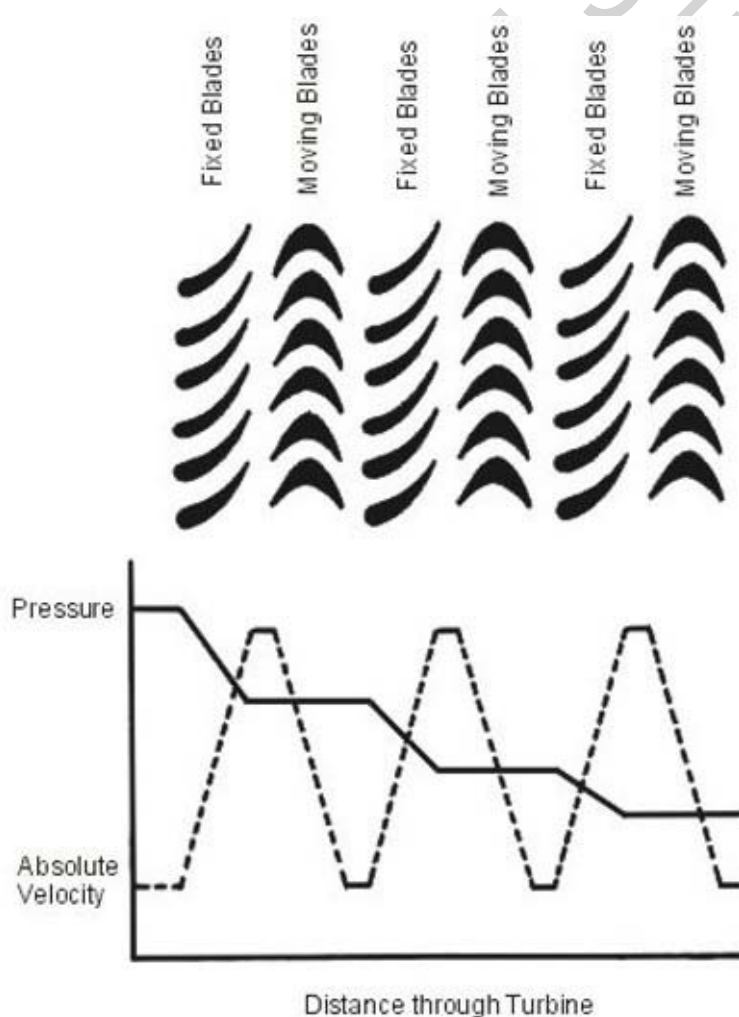 Fixed Blades
Moving Blades
Fixed Blades
Moving Blades
Fixed Blades
Moving Blades
Pressure
Absolute
Velocity
Distance through Turbine